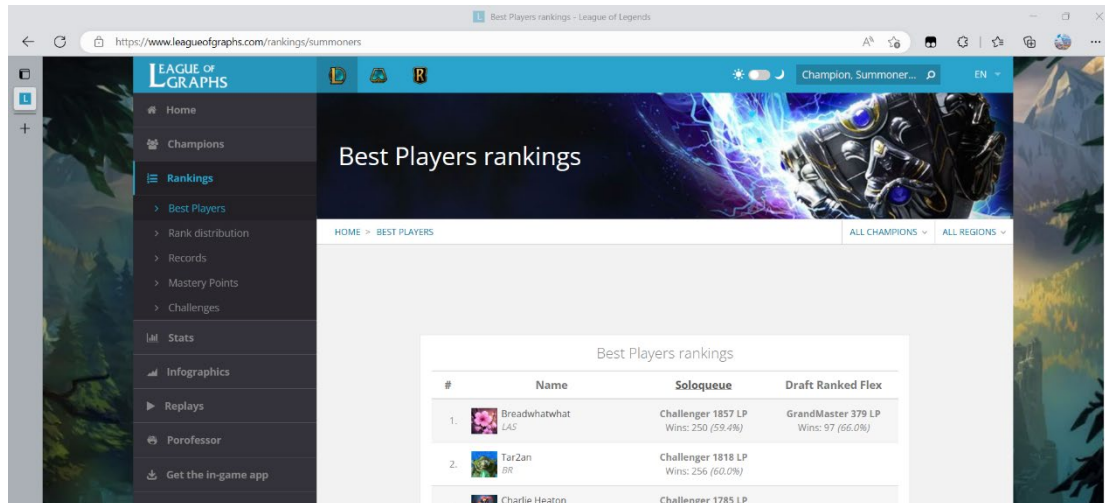 Best Players rankings - League of Legends
https://www.leagueofgraphs.com/rankings/summoners
LEAGUE OF
GRAPHS
Champion, Summoner...
EN
Home
Champions
Rankings
Best Players
Rank distribution
Records
Mastery Points
Challenges
Stats
Infographics
Replays
Porofessor
Get the in-game app
Best Players rankings
HOME > BEST PLAYERS
ALL CHAMPIONS
ALL REGIONS
Best Players rankings
# Name Soloqueue Draft Ranked Flex
1. Breadwhatwhat Challenger 1857 LP GrandMaster 379 LP
LAS Wins: 250 (59.4%) Wins: 97 (66.0%)
2. Tar2an Challenger 1818 LP
BR Wins: 256 (60.0%)
Charlie Heaton Challenger 1785 LP